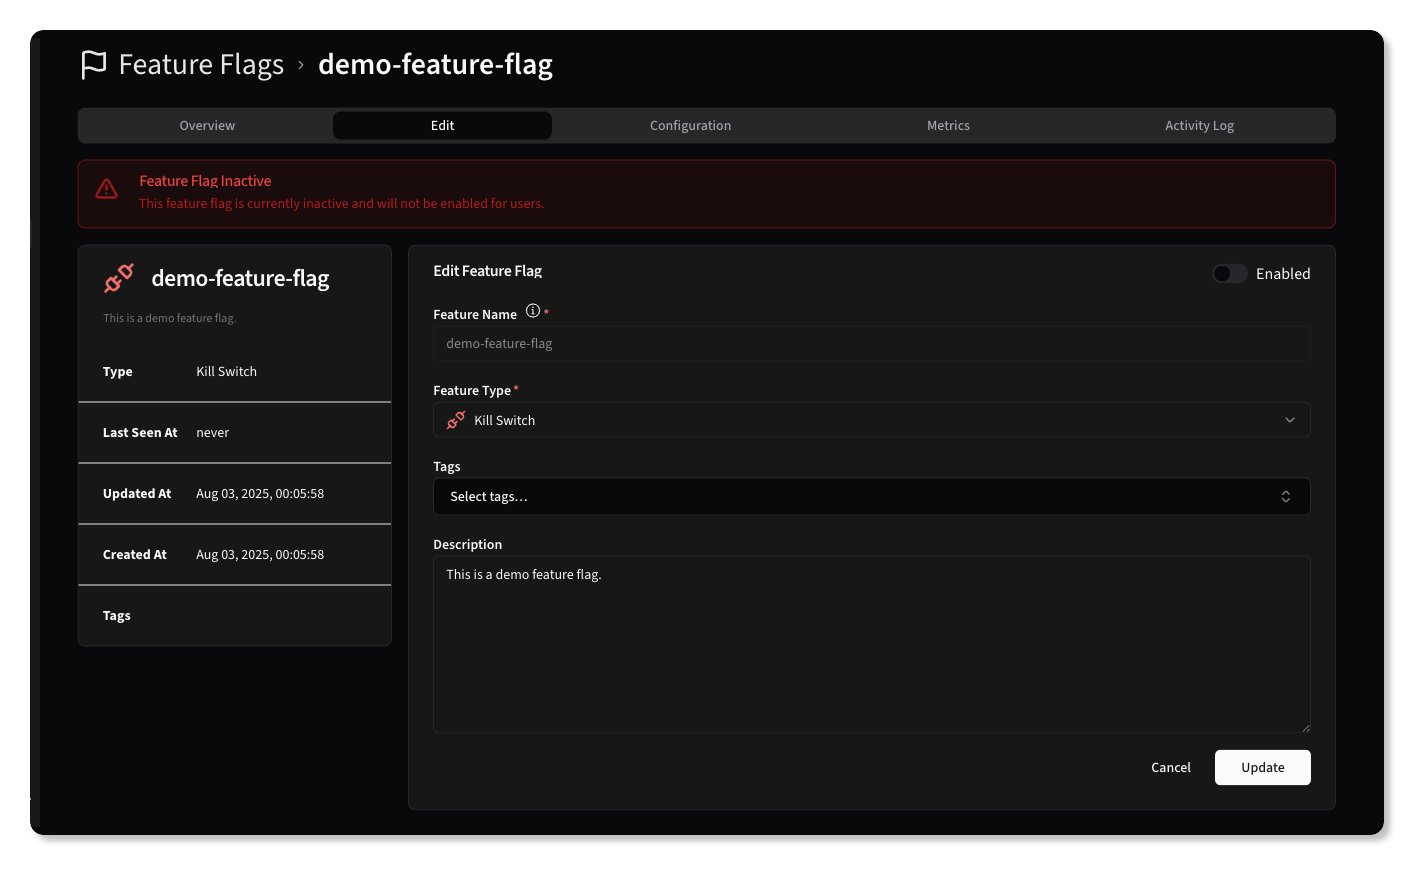 Feature Flags › demo-feature-flag
Overview Edit Configuration Metrics Activity Log
Feature Flag Inactive
This feature flag is currently inactive and will not be enabled for users.
demo-feature-flag
This is a demo feature flag.
Type Kill Switch
Last Seen At never
Updated At Aug 03, 2025, 00:05:58
Created At Aug 03, 2025, 00:05:58
Tags
Edit Feature Flag
Enabled
Feature Name *
demo-feature-flag
Feature Type *
Kill Switch
Tags
Select tags...
Description
This is a demo feature flag.
Cancel Update